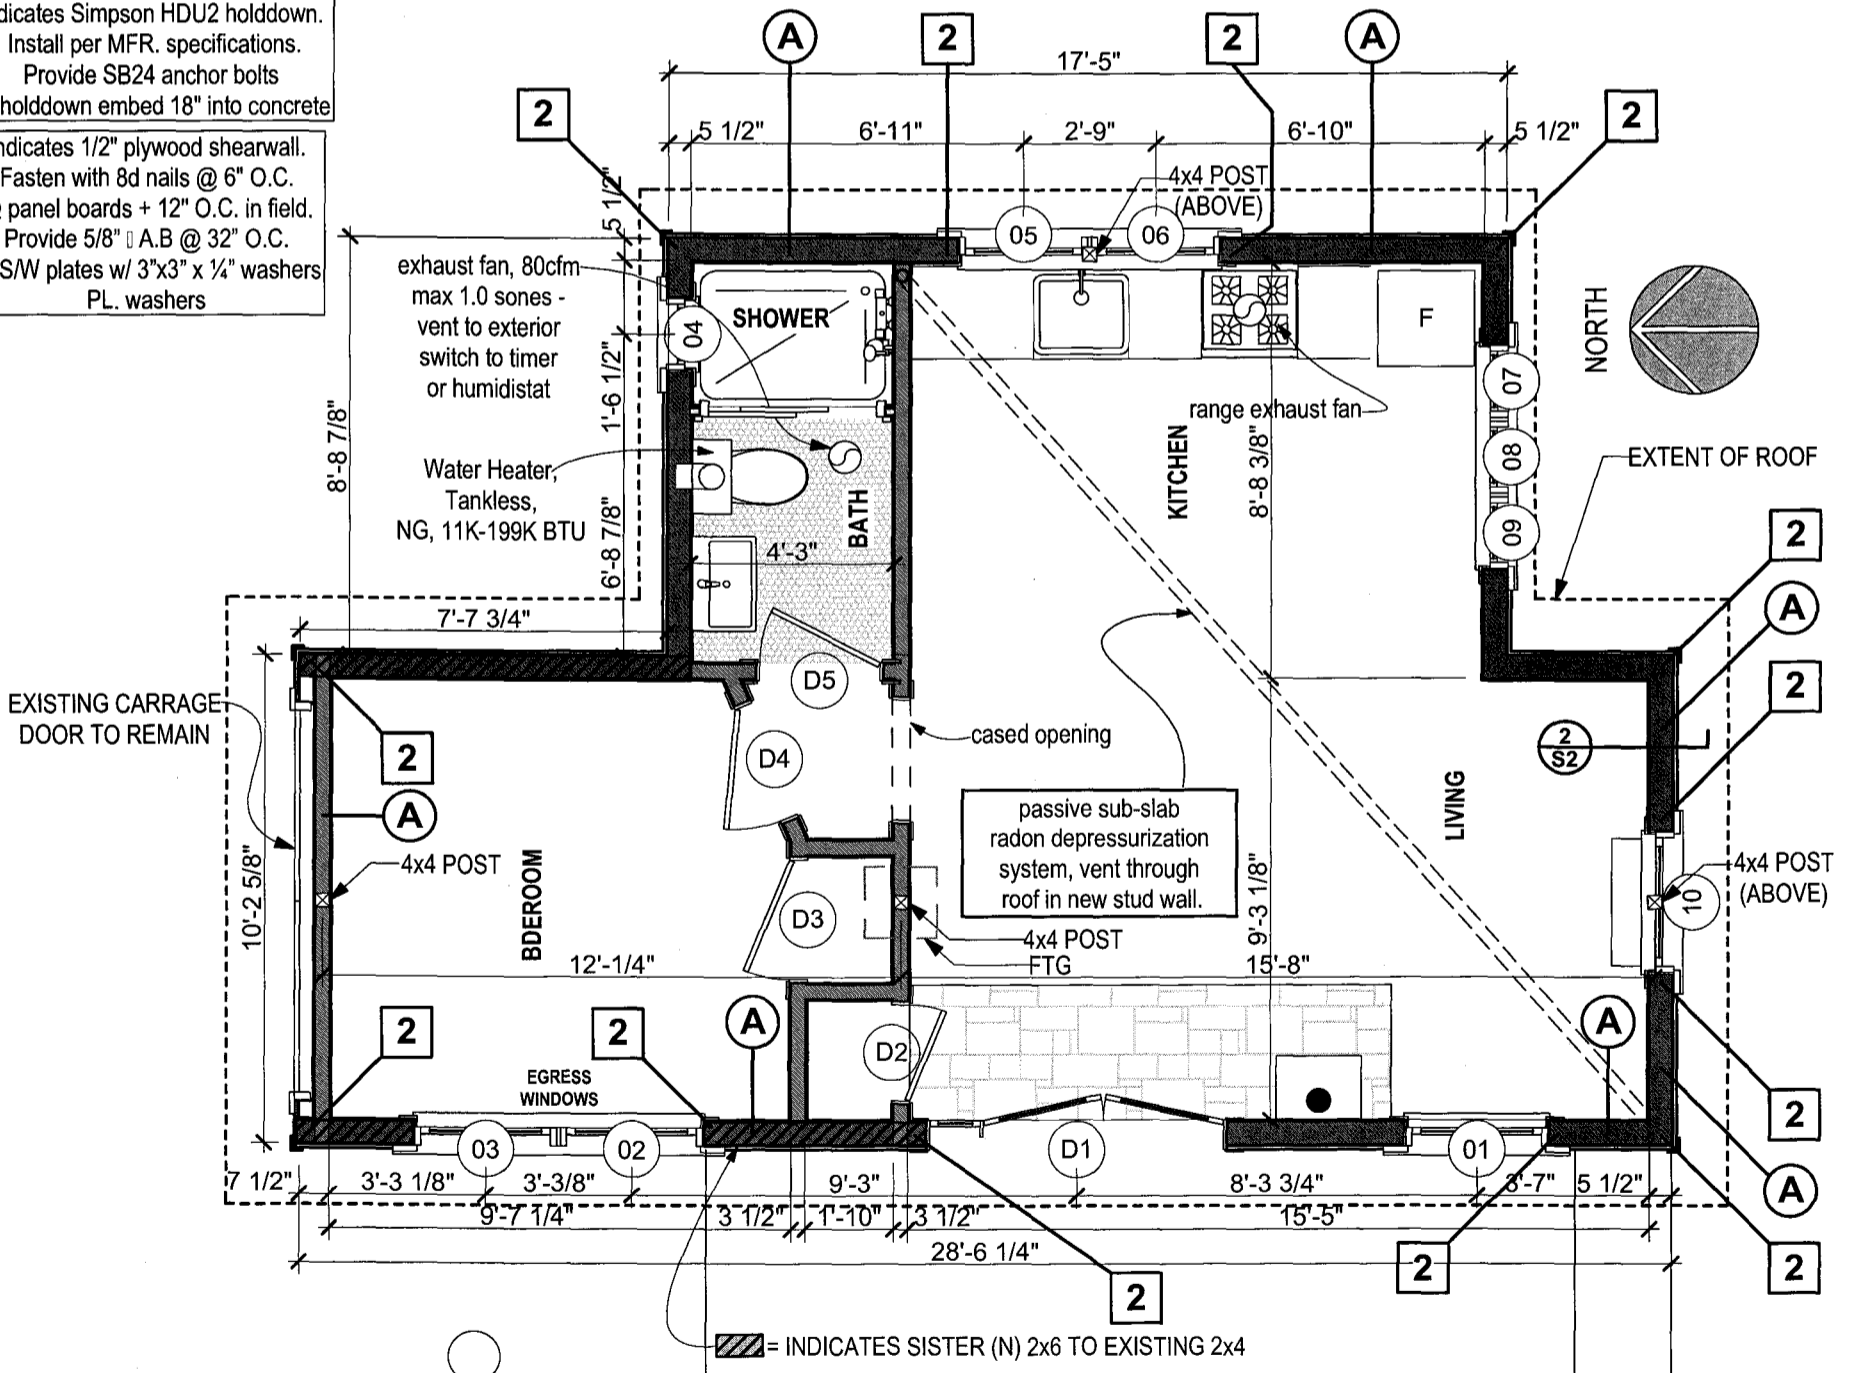 dicates Simpson HDU2 holddown.
Install per MFR. specifications.
Provide SB24 anchor bolts
holddown embed 18" into concrete
ndicates 1/2" plywood shearwall.
Fasten with 8d nails @ 6" O.C.
panel boards + 12" O.C. in field.
Provide 5/8" A.B @ 32" O.C.
S/W plates w/ 3"x3" x 1/4" washers
PL. washers
A
2
2
A
17'-5"
2
2
5 1/2"
6'-11"
2'-9"
6'-10"
5 1/2"
4x4 POST
(ABOVE)
5 1/2"
05
06
exhaust fan, 80cfm
max 1.0 sones -
vent to exterior
switch to timer
or humidistat
SHOWER
04
F
NORTH
07
08
09
1'-6 1/2"
8'-8 7/8"
range exhaust fan
KITCHEN
8'-8 3/8"
EXTENT OF ROOF
Water Heater,
Tankless,
NG, 11K-199K BTU
6'-8 7/8"
BATH
4'-3"
2
A
2
7'-7 3/4"
D5
EXISTING CARRAGE
DOOR TO REMAIN
2
D4
cased opening
2
S2
A
passive sub-slab
radon depressurization
system, vent through
roof in new stud wall.
LIVING
4x4 POST
BDEROOM
10'-2 5/8"
D3
9'-3 1/8"
4x4 POST
(ABOVE)
10
4x4 POST
FTG
12'-1/4"
15'-8"
2
2
A
A
D2
EGRESS
WINDOWS
2
03
02
D1
01
7 1/2"
3'-3 1/8"
3'-3/8"
9'-3"
8'-3 3/4"
3'-7"
5 1/2"
A
9'-7 1/4"
3 1/2"
1'-10"
3 1/2"
15'-5"
28'-6 1/4"
2
2
2
= INDICATES SISTER (N) 2x6 TO EXISTING 2x4